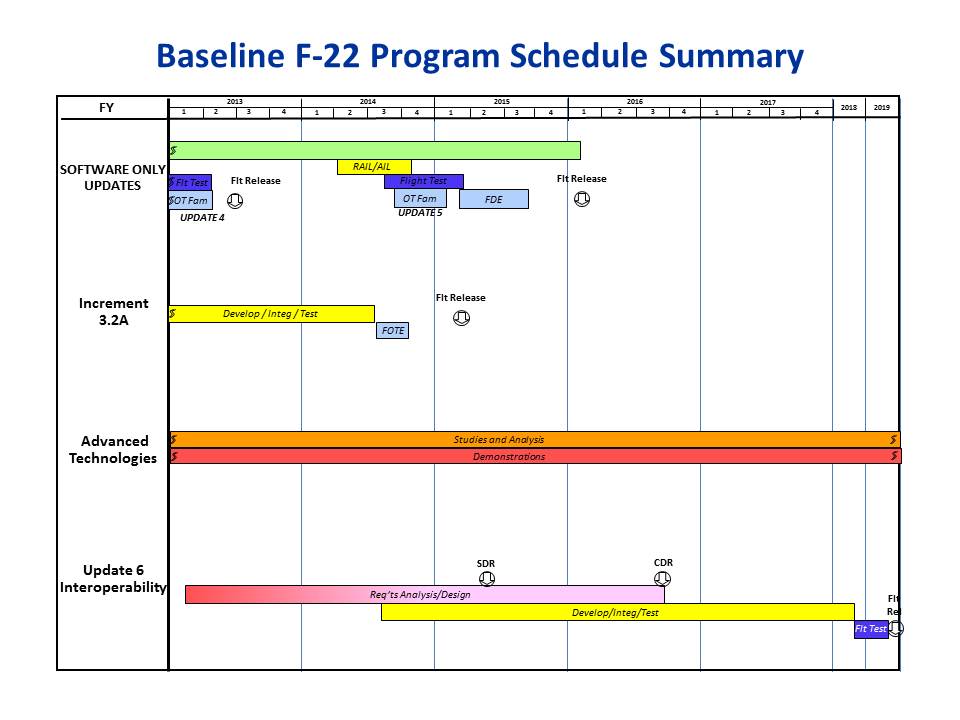 Baseline F-22 Program Schedule Summary
FY
2013 2014 2015 2016 2017 2018 2019
1 2 3 4 1 2 3 4 1 2 3 4 1 2 3 4 1 2 3 4
SOFTWARE ONLY
UPDATES
RAIL/AIL
Flt Test
Flt Release
Flight Test
Flt Release
OT Fam
OT Fam
FDE
UPDATE 4
UPDATE 5
Increment
3.2A
Flt Release
Develop / Integ / Test
FOTE
Advanced
Technologies
Studies and Analysis
Demonstrations
Update 6
Interoperability
SDR
CDR
Req'ts Analysis/Design
Develop/Integ/Test
Flt
Rel
Flt Test